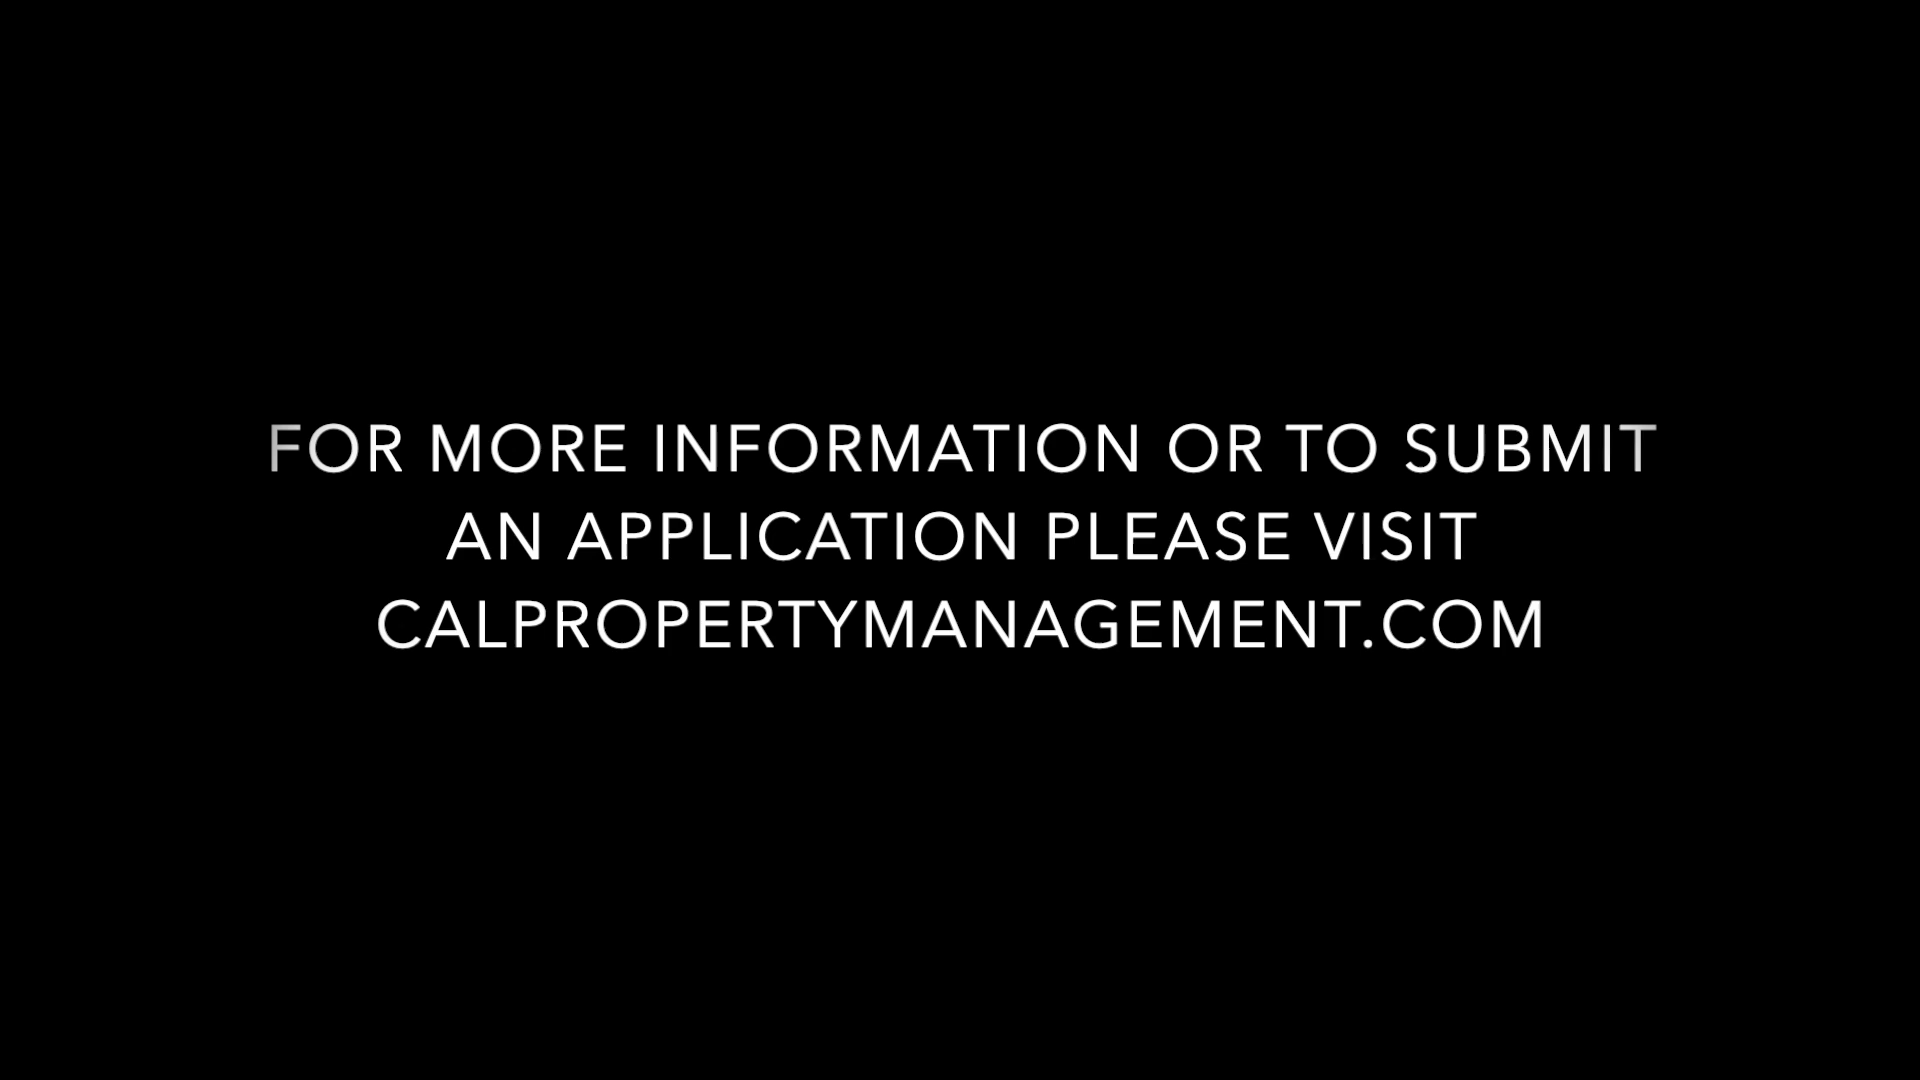 FOR MORE INFORMATION OR TO SUBMIT
AN APPLICATION PLEASE VISIT
CALPROPERTYMANAGEMENT.COM